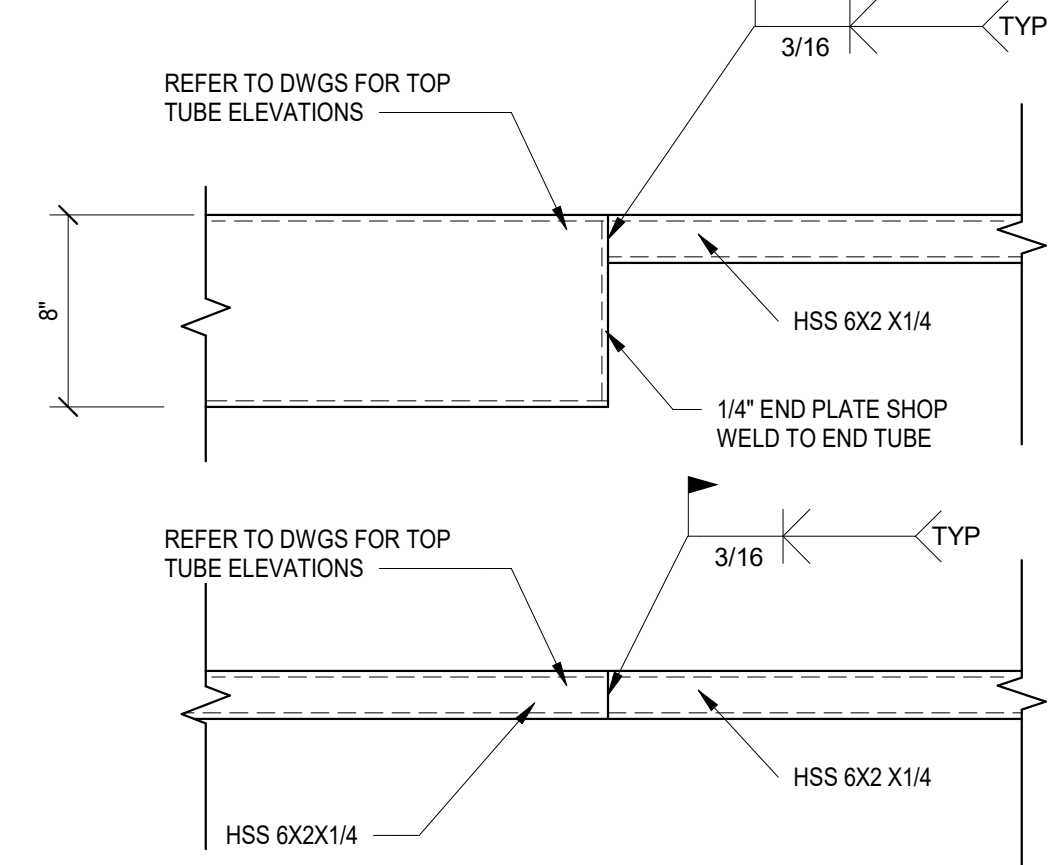 TYP
3/16
REFER TO DWGS FOR TOP
TUBE ELEVATIONS
8"
HSS 6X2 X1/4
1/4" END PLATE SHOP
WELD TO END TUBE
REFER TO DWGS FOR TOP
TUBE ELEVATIONS
TYP
3/16
HSS 6X2 X1/4
HSS 6X2X1/4